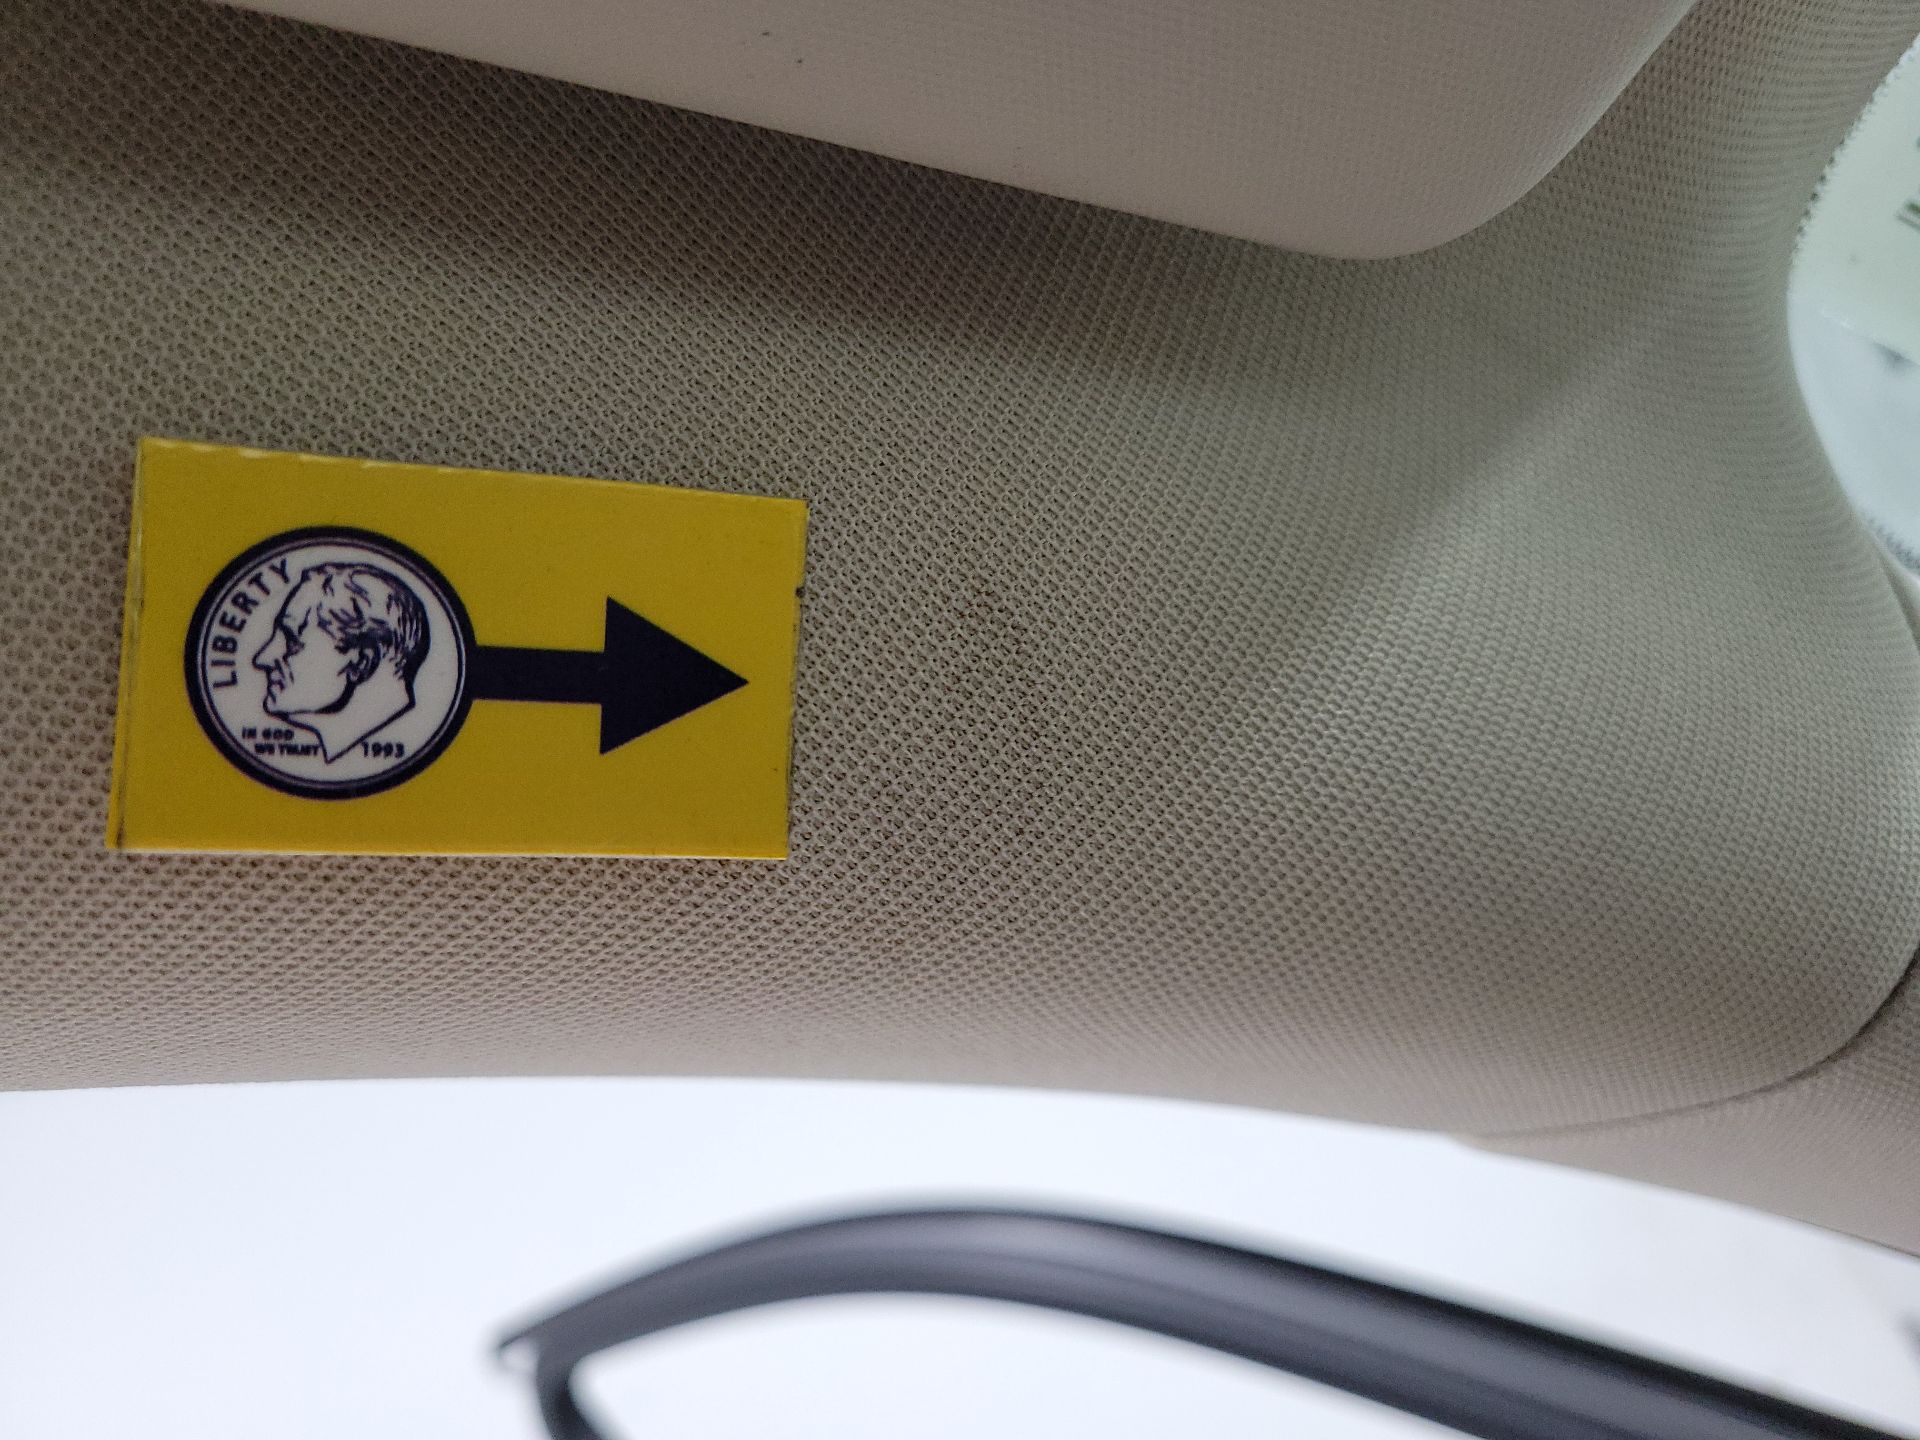 LIBERTY
IN GOD
WE TRUST
1993